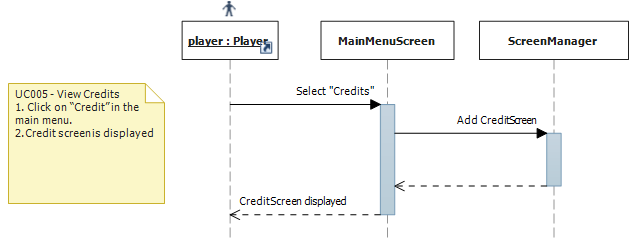 player : Player
MainMenuScreen
ScreenManager
UC005 - View Credits
1. Click on “Credit” in the
main menu.
2. Credit screen is displayed
Select "Credits"
Add CreditScreen
CreditScreen displayed